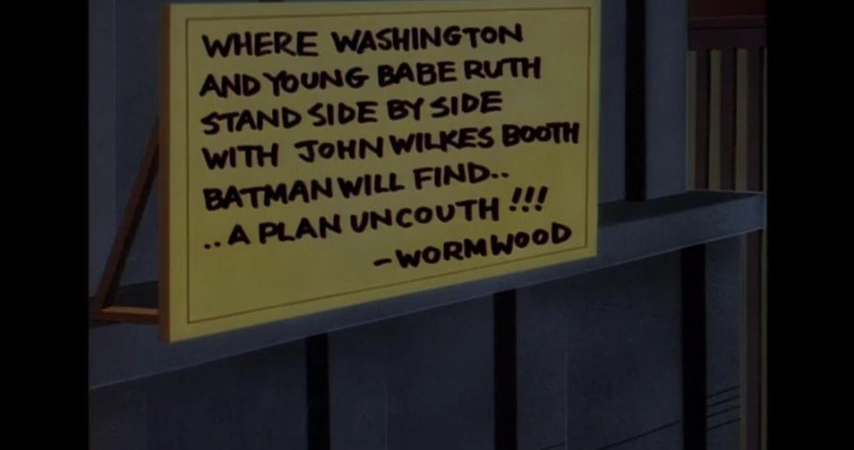 WHERE WASHINGTON
AND YOUNG BABE RUTH
STAND SIDE BY SIDE
WITH JOHN WILKES BOOTH
BATMAN WILL FIND..
..A PLAN UNCOUTH !!!
-WORMWOOD